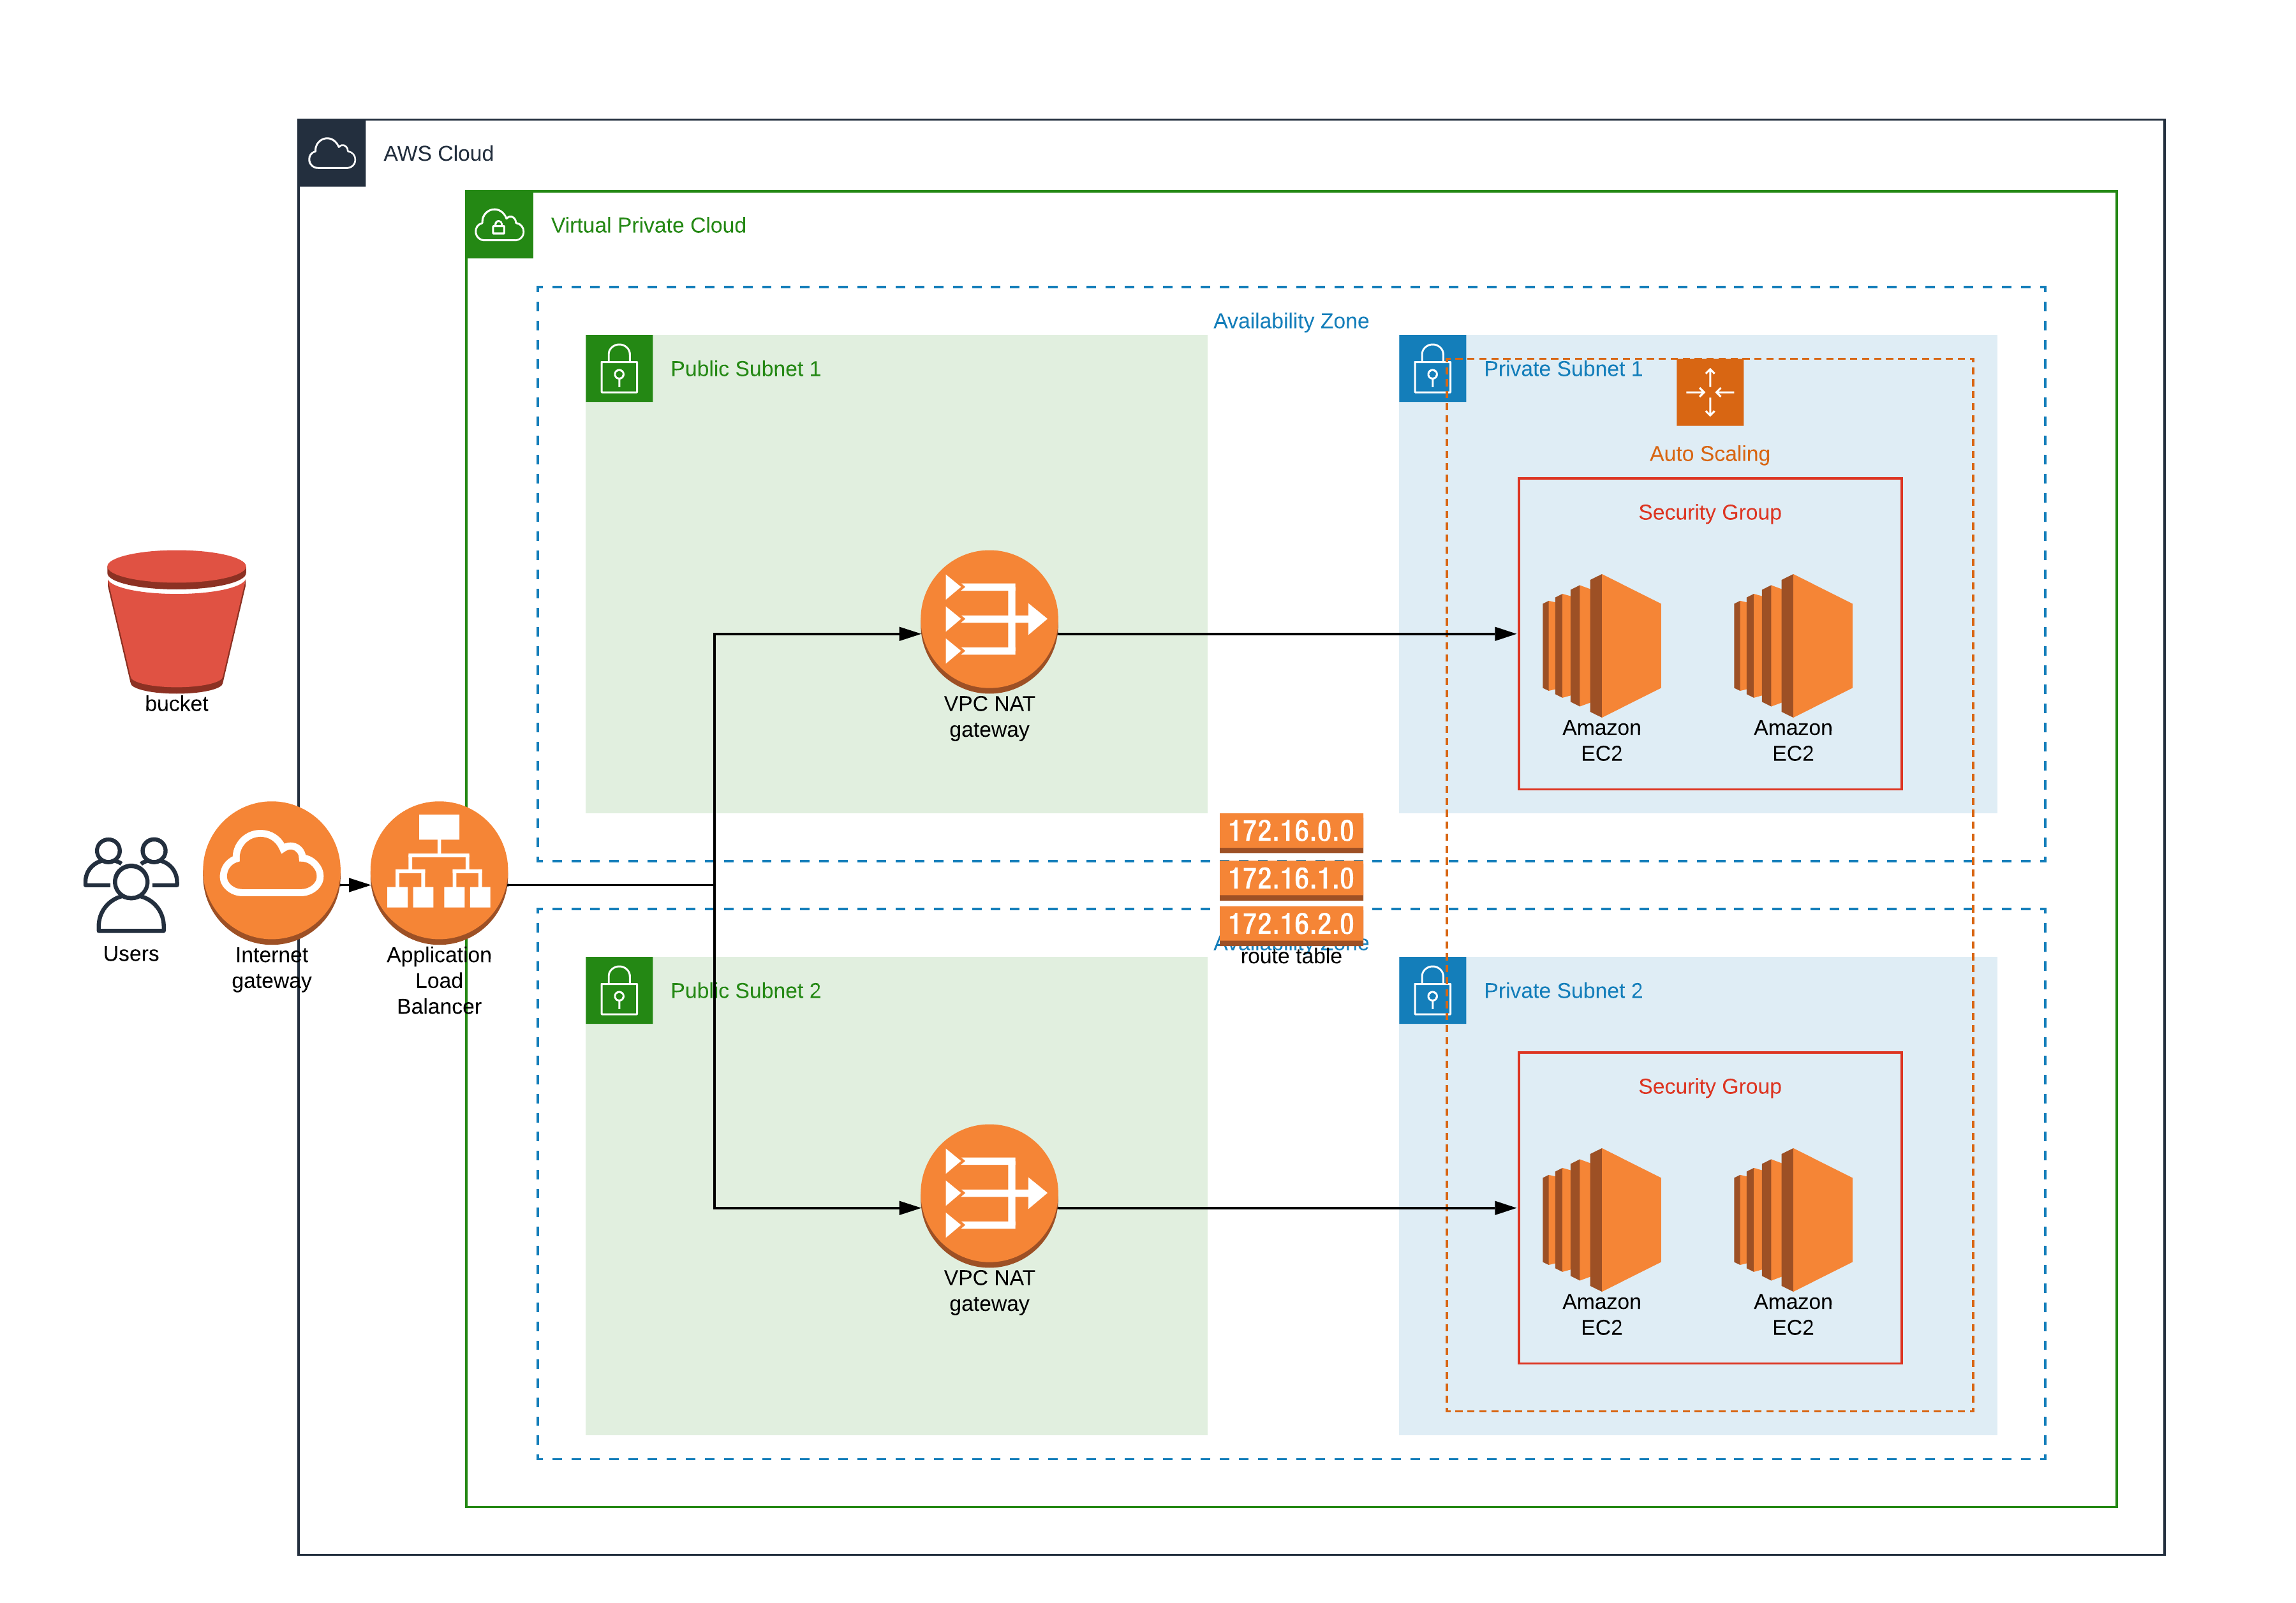 AWS Cloud
Virtual Private Cloud
Availability Zone
Public Subnet 1
Private Subnet 1
Auto Scaling
Security Group
bucket
VPC NAT
gateway
Amazon
EC2
Amazon
EC2
172.16.0.0
172.16.1.0
172.16.2.0
Availability Zone
route table
Users
Internet
gateway
Application
Load
Balancer
Public Subnet 2
Private Subnet 2
Security Group
VPC NAT
gateway
Amazon
EC2
Amazon
EC2